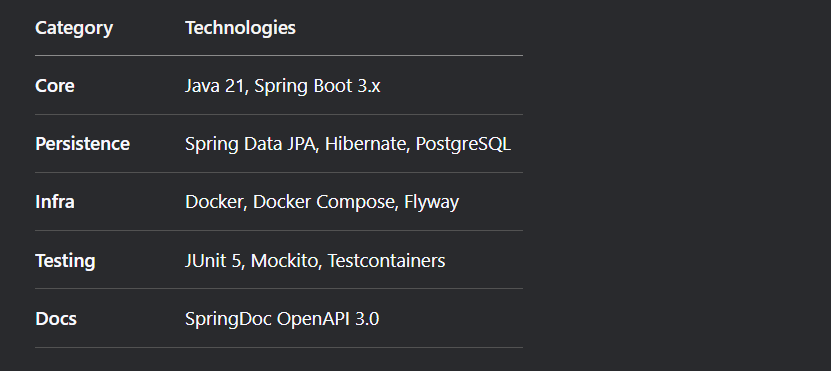 Category Technologies
Core Java 21, Spring Boot 3.x
Persistence Spring Data JPA, Hibernate, PostgreSQL
Infra Docker, Docker Compose, Flyway
Testing JUnit 5, Mockito, Testcontainers
Docs SpringDoc OpenAPI 3.0